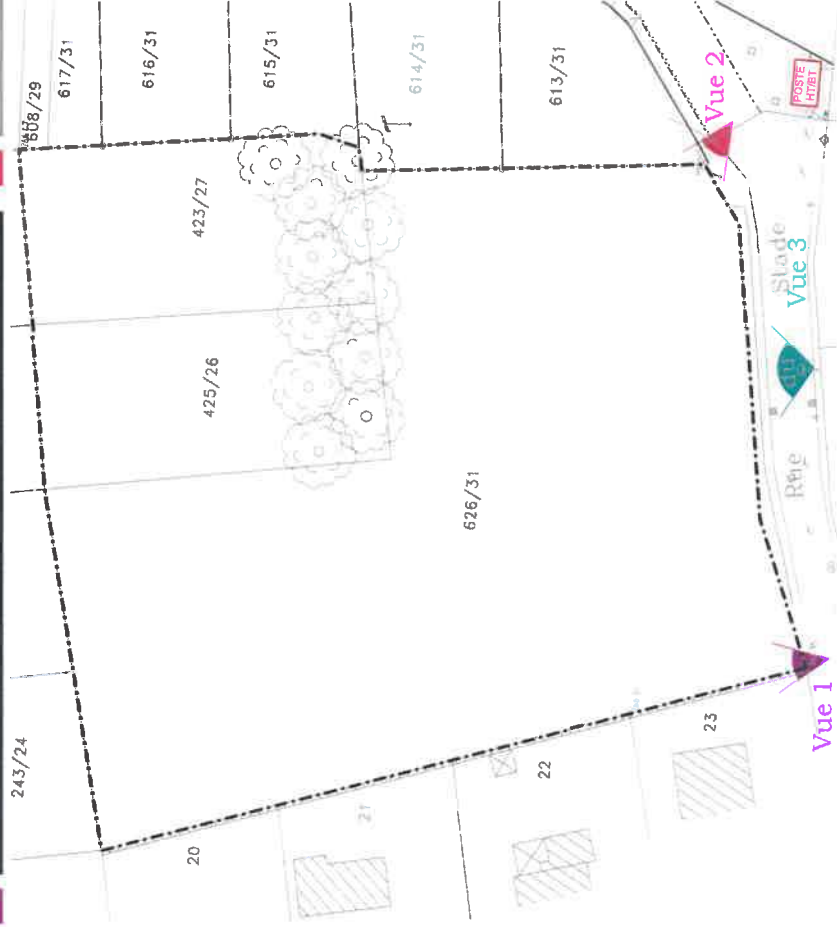 608/29
617/31
616/31
615/31
614/31
613/31
423/27
425/26
626/31
243/24
20
21
22
23
Vue 1
Vue 2
Vue 3
Rue du Stade
POSTE
HT/BT